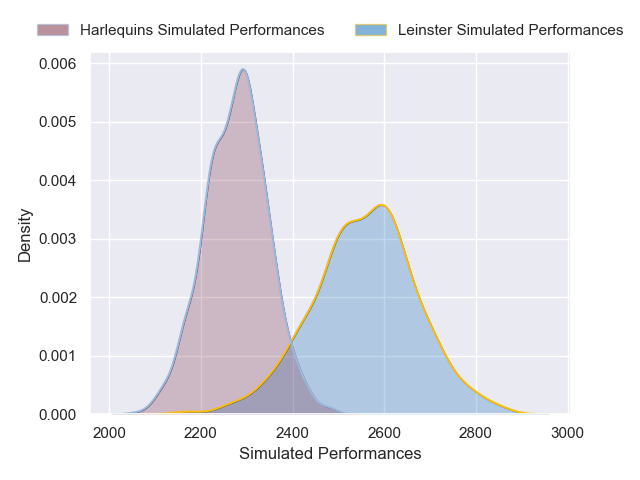 Harlequins Simulated Performances Leinster Simulated Performances
0.006
0.005
0.004
0.003
0.002
0.001
0.000
Density
2000 2200 2400 2600 2800 3000
Simulated Performances